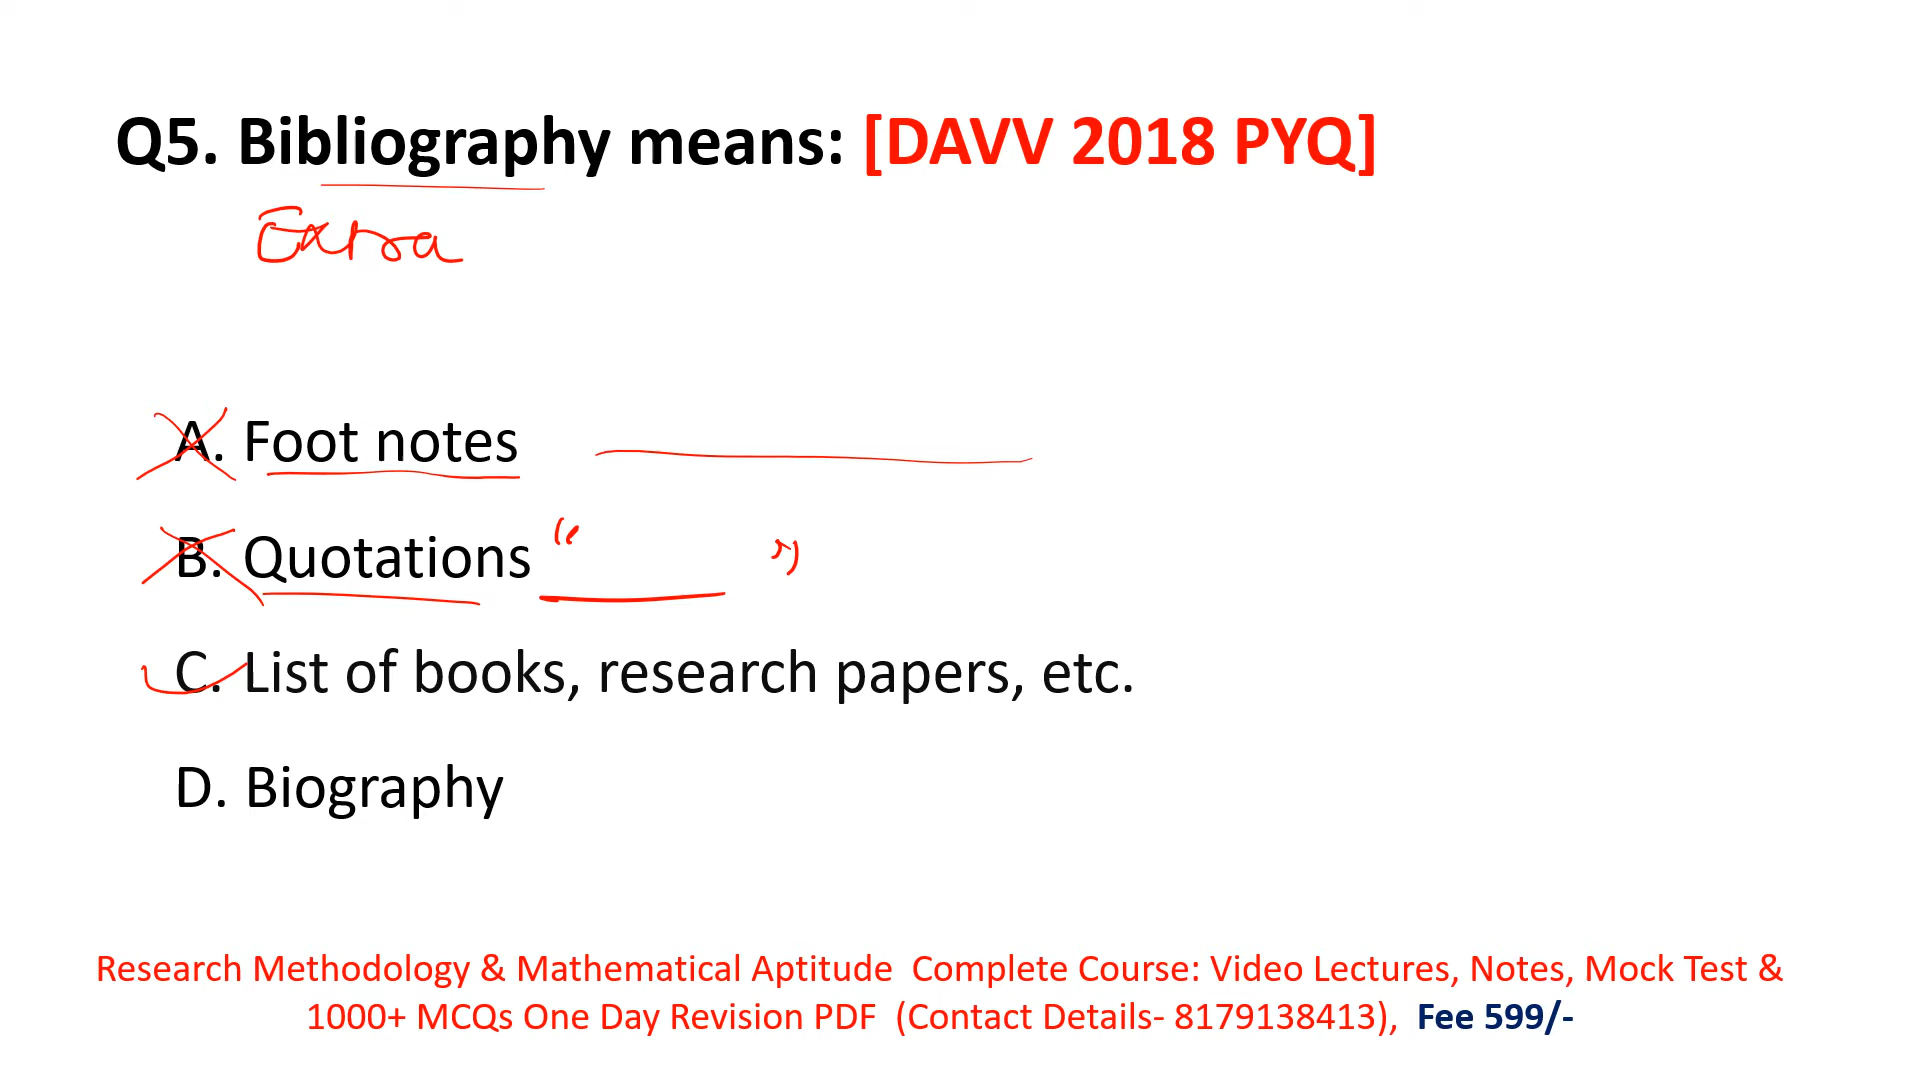 Q5. Bibliography means: [DAVV 2018 PYQ]
Extra
A. Foot notes
B. Quotations “ ”
C. List of books, research papers, etc.
D. Biography
Research Methodology & Mathematical Aptitude Complete Course: Video Lectures, Notes, Mock Test &
1000+ MCQs One Day Revision PDF (Contact Details- 8179138413), Fee 599/-